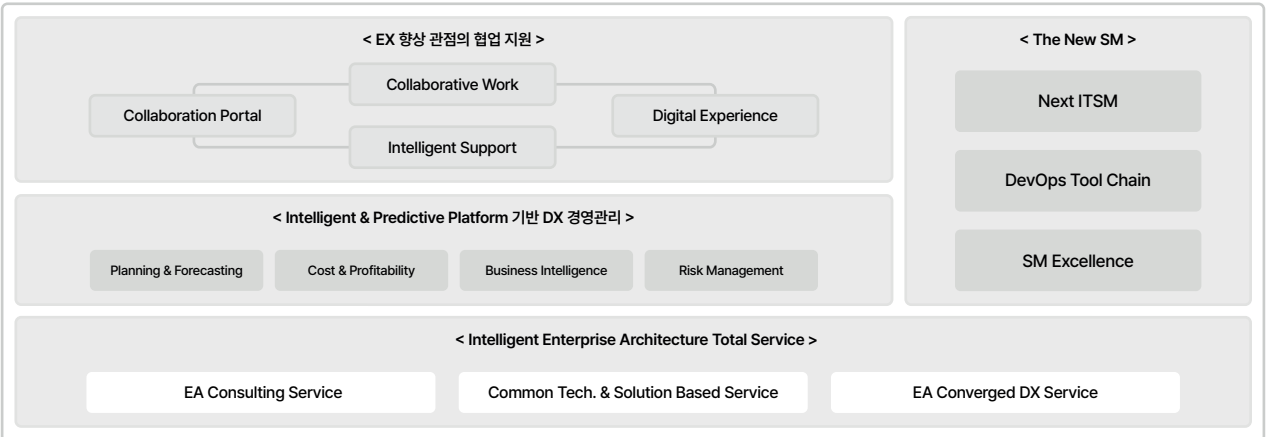 < EX 향상 관점의 협업 지원 >
Collaborative Work
Collaboration Portal
Digital Experience
Intelligent Support
< Intelligent & Predictive Platform 기반 DX 경영관리 >
Planning & Forecasting
Cost & Profitability
Business Intelligence
Risk Management
< The New SM >
Next ITSM
DevOps Tool Chain
SM Excellence
< Intelligent Enterprise Architecture Total Service >
EA Consulting Service
Common Tech. & Solution Based Service
EA Converged DX Service